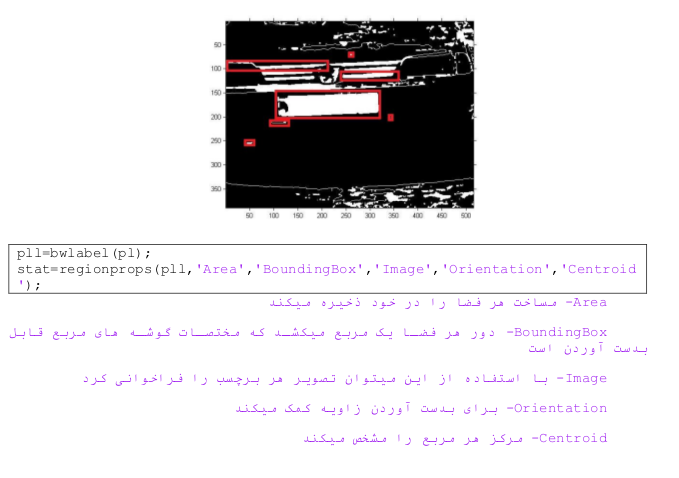 50
100
150
200
250
300
350
50 100 150 200 250 300 350 400 450 500
pll=bwlabel(pl);
stat=regionprops(pll,'Area','BoundingBox','Image','Orientation','Centroid
');
Area- مساخت هر فضا را در خود ذخیره میکند
BoundingBox- دور هر فضا یک مربع میکشد که مختصات گوشه های مربع قابل
بدست آوردن است
Image- با استفاده از این میتوان تصویر هر برچسب را فراخوانی کرد
Orientation- برای بدست آوردن زاویه کمک میکند
Centroid- مرکز هر مربع را مشخص میکند